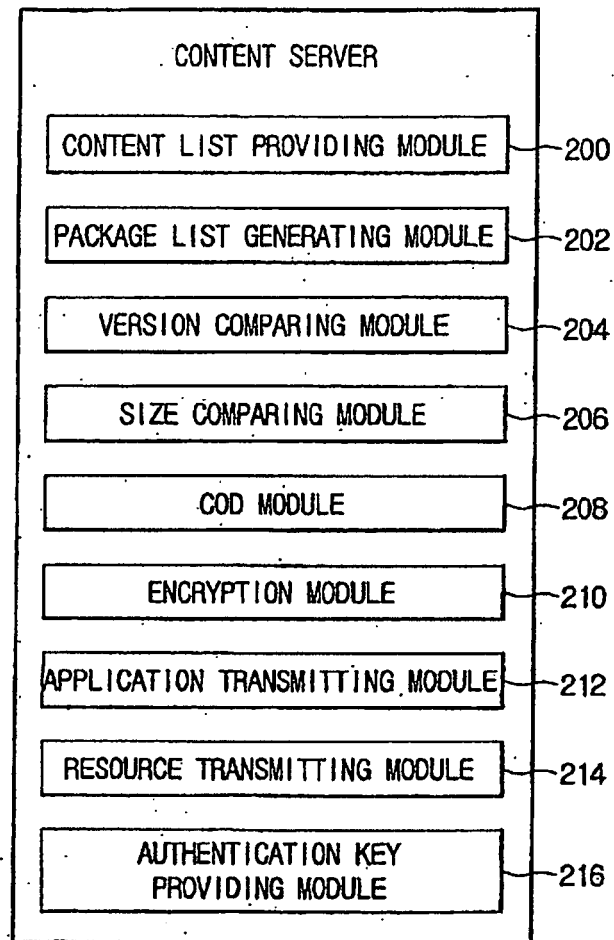 CONTENT SERVER
CONTENT LIST PROVIDING MODULE 200
PACKAGE LIST GENERATING MODULE 202
VERSION COMPARING MODULE 204
SIZE COMPARING MODULE 206
COD MODULE 208
ENCRYPTION MODULE 210
APPLICATION TRANSMITTING MODULE 212
RESOURCE TRANSMITTING MODULE 214
AUTHENTICATION KEY
PROVIDING MODULE 216